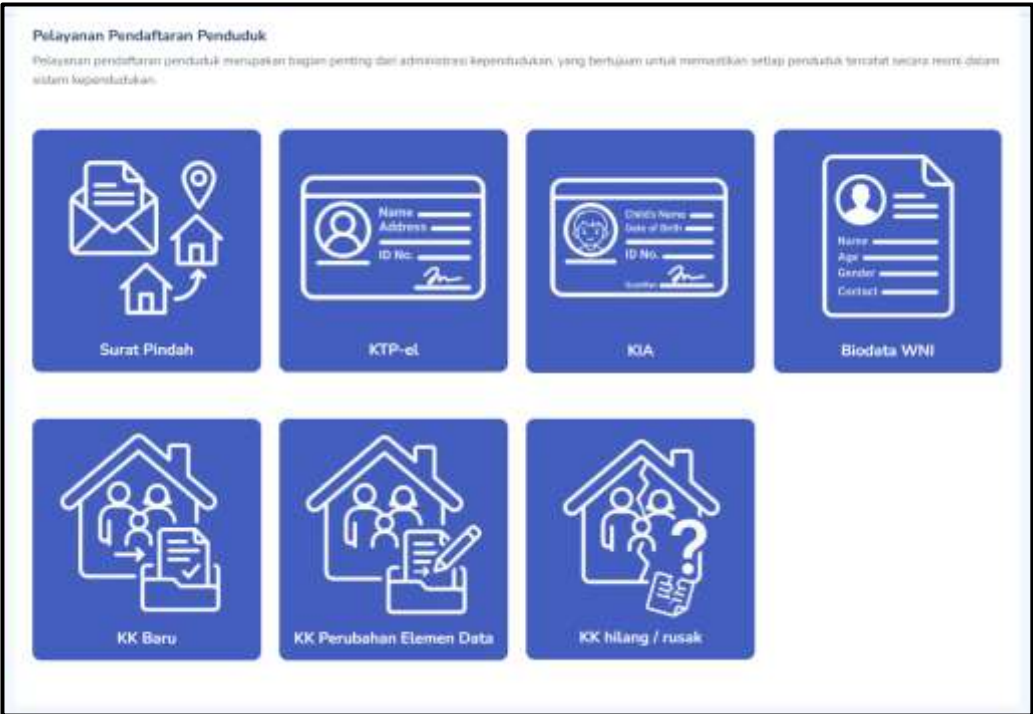 Pelayanan Pendaftaran Penduduk
Pelayanan pendaftaran penduduk merupakan bagian penting dari administrasi kependudukan, yang bertujuan untuk memastikan setiap penduduk tercatat secara resmi dalam
sistem kependudukan.
Name
Address
ID No.
Child's Name
Date of Birth
ID No.
Guardian
Name
Age
Gender
Contact
Surat Pindah
KTP-el
KIA
Biodata WNI
KK Baru
KK Perubahan Elemen Data
KK hilang / rusak